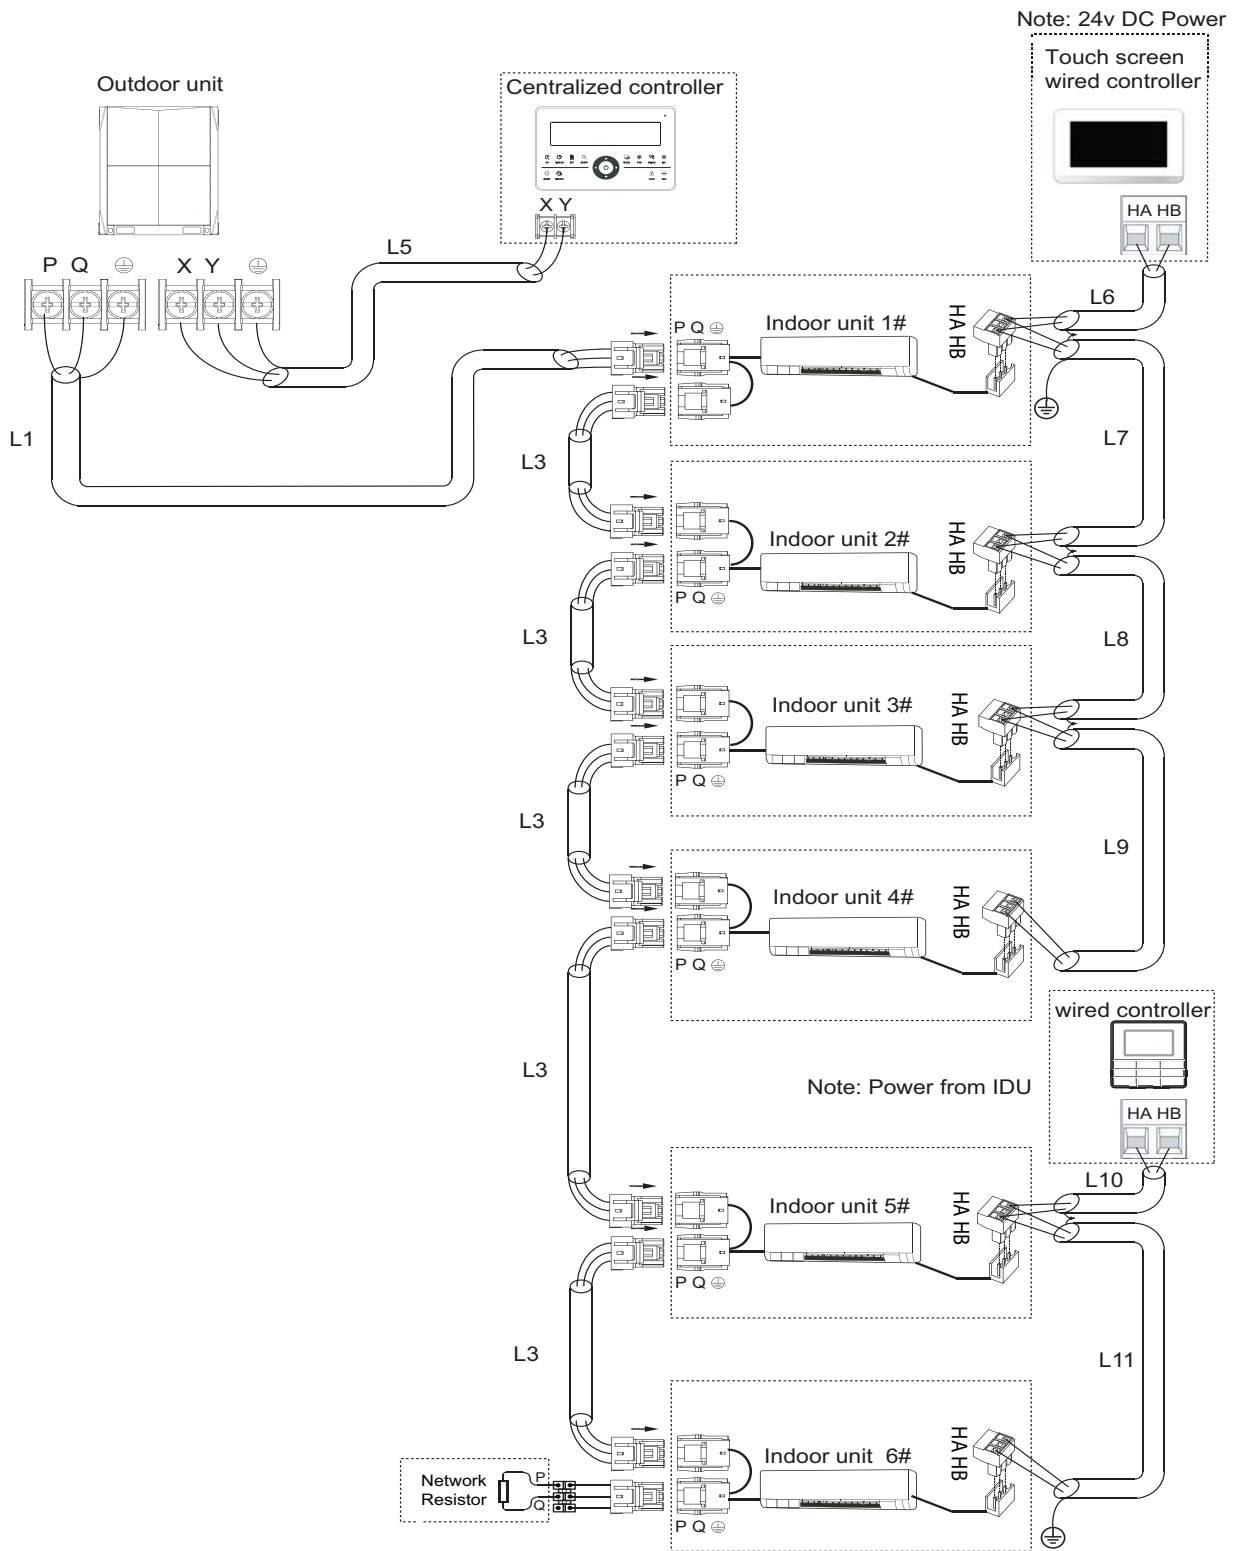 Note: 24v DC Power
Touch screen
wired controller
HA HB
Outdoor unit
Centralized controller
X Y
P Q
X Y
L5
L6
L1
P Q
Indoor unit 1#
HA HB
L7
L3
Indoor unit 2#
HA HB
P Q
L3
L8
Indoor unit 3#
HA HB
P Q
L3
L9
Indoor unit 4#
HA HB
P Q
L3
wired controller
Note: Power from IDU
HA HB
L10
Indoor unit 5#
HA HB
P Q
L3
L11
Indoor unit 6#
HA HB
Network
Resistor
P
Q
P Q